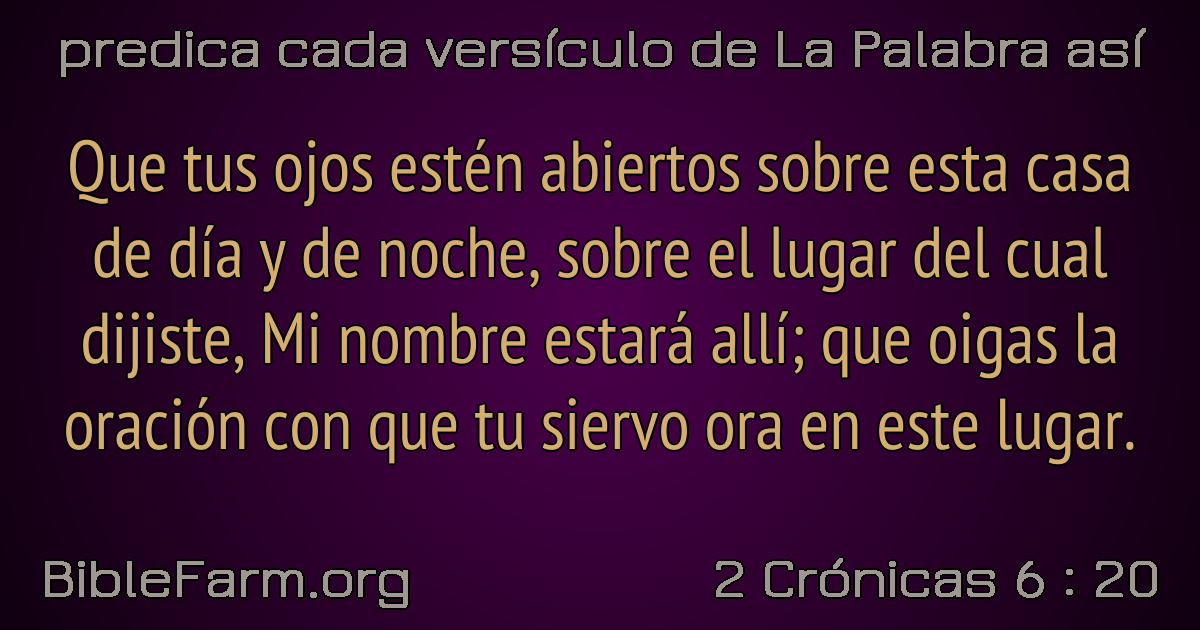 predica cada versículo de La Palabra así
Que tus ojos estén abiertos sobre esta casa
de día y de noche, sobre el lugar del cual
dijiste, Mi nombre estará allí; que oigas la
oración con que tu siervo ora en este lugar.
BibleFarm.org
2 Crónicas 6 : 20